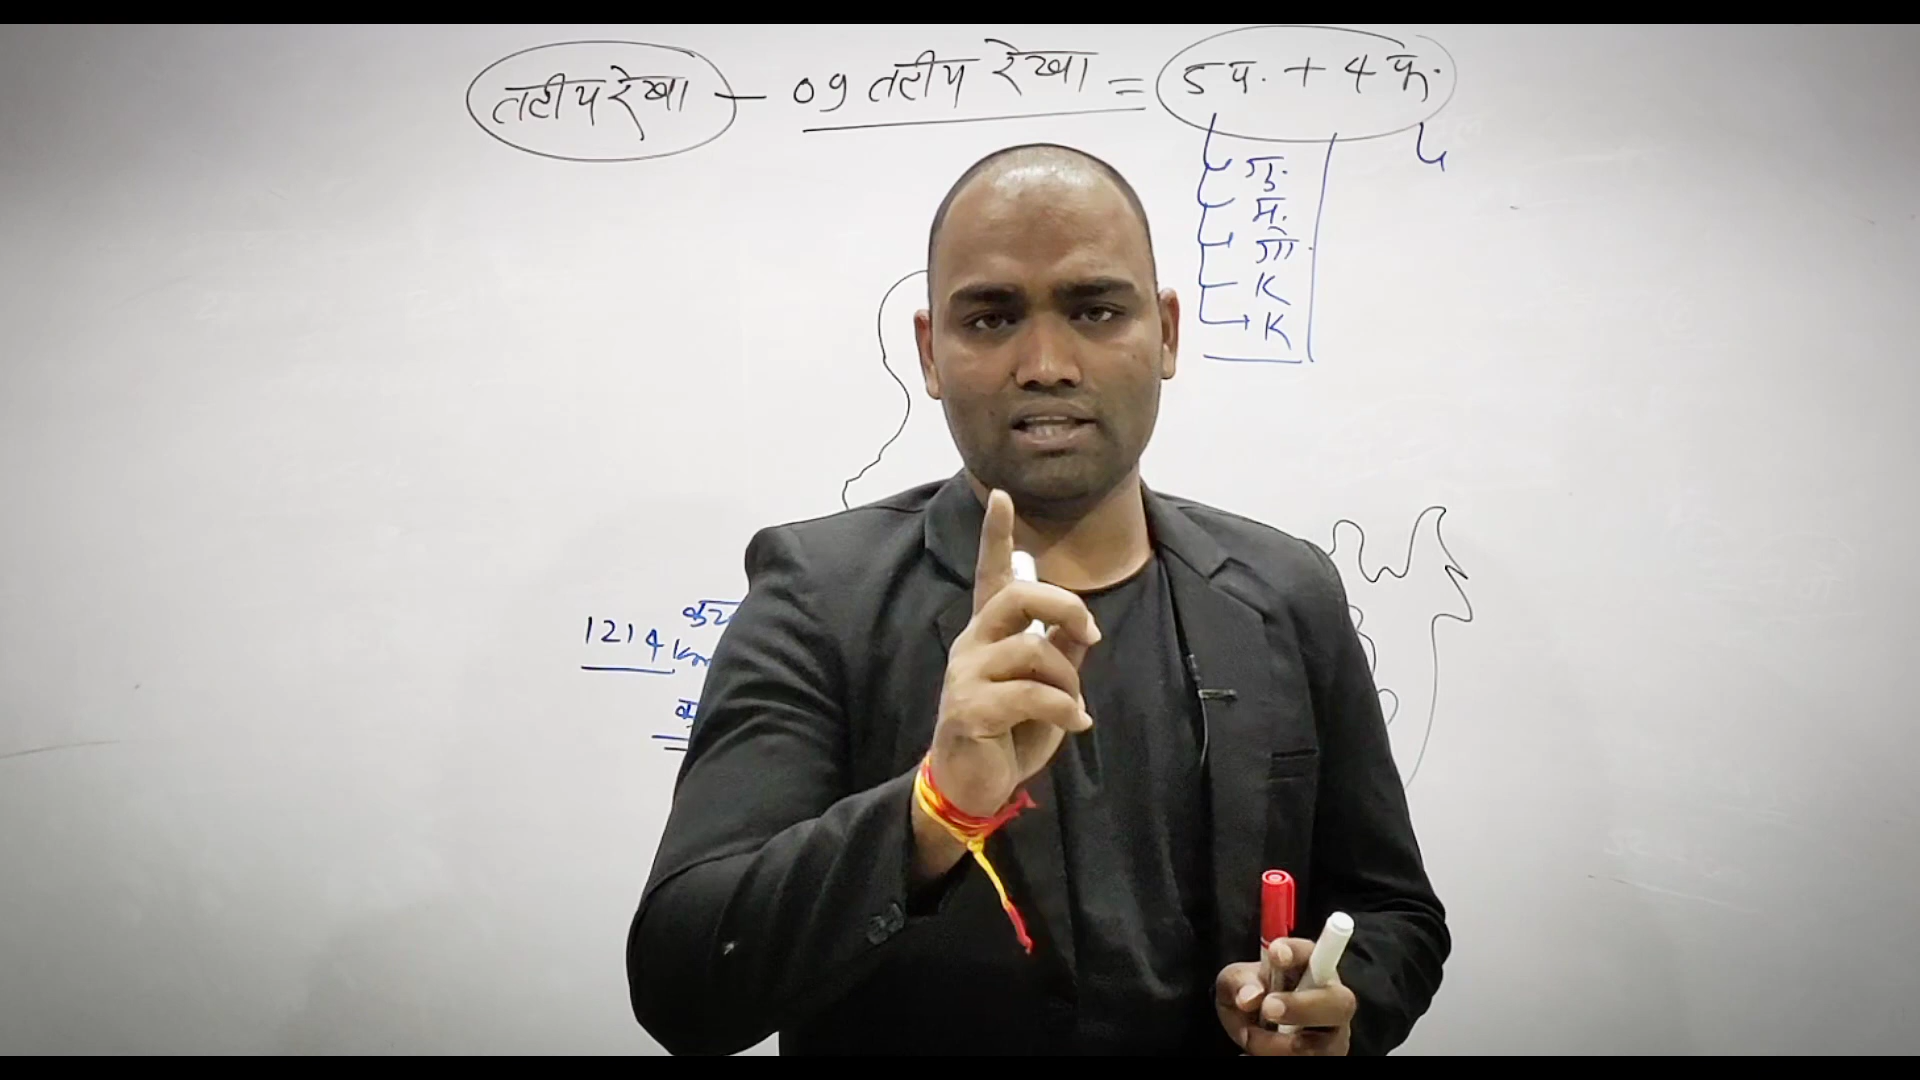 तटीय रेखा - 09 तटीय रेखा = 5 प. + 4 पू.
गु.
म.
गो.
K
K
1214 Km